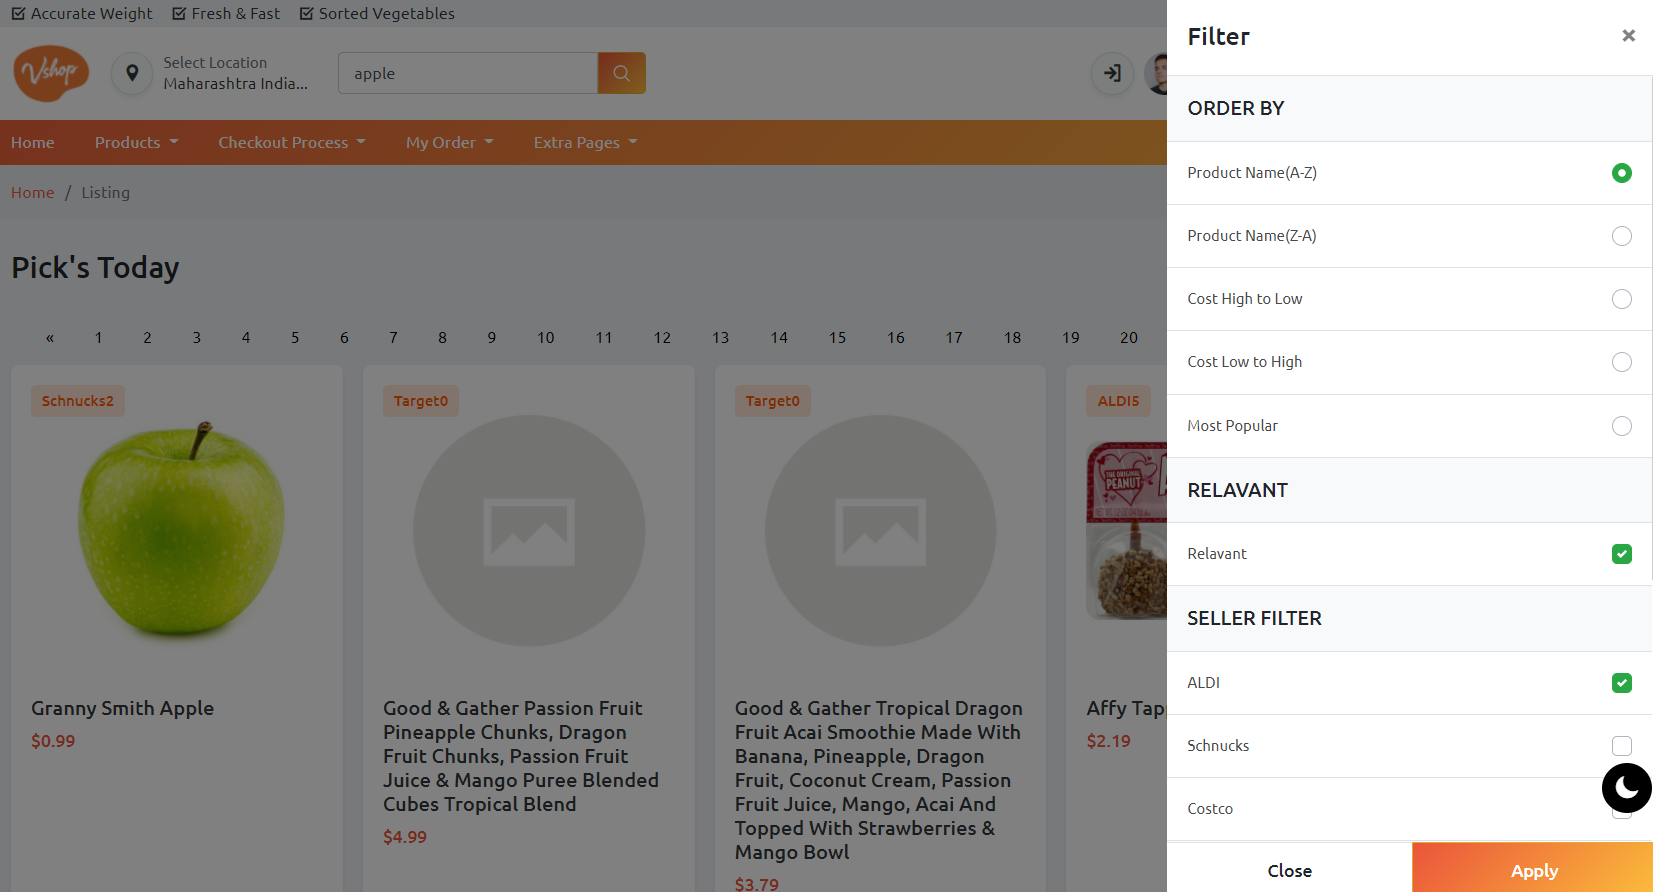 Accurate Weight Fresh & Fast Sorted Vegetables
Vshop
Select Location
Maharashtra India...
apple
Home Products Checkout Process My Order Extra Pages
Home / Listing
Pick's Today
« 1 2 3 4 5 6 7 8 9 10 11 12 13 14 15 16 17 18 19 20
Schnucks2
Granny Smith Apple
$0.99
Target0
Good & Gather Passion Fruit
Pineapple Chunks, Dragon
Fruit Chunks, Passion Fruit
Juice & Mango Puree Blended
Cubes Tropical Blend
$4.99
Target0
Good & Gather Tropical Dragon
Fruit Acai Smoothie Made With
Banana, Pineapple, Dragon
Fruit, Coconut Cream, Passion
Fruit Juice, Mango, Acai And
Topped With Strawberries &
Mango Bowl
$3.79
ALDI5
THE ORIGINAL
PEANUT
Affy Tapp
$2.19
Filter
×
ORDER BY
Product Name(A-Z)
Product Name(Z-A)
Cost High to Low
Cost Low to High
Most Popular
RELAVANT
Relavant
SELLER FILTER
ALDI
Schnucks
Costco
Close Apply